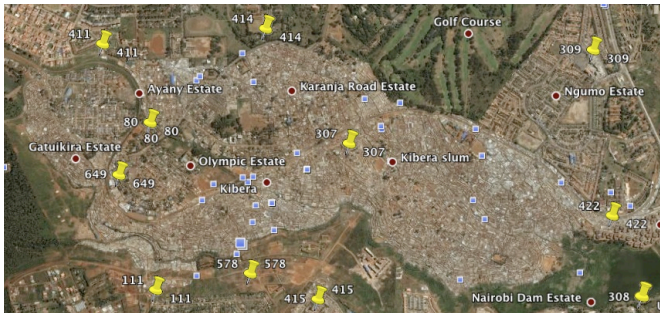 414
414
Golf Course
411
411
309
309
Ayany Estate
Karanja Road Estate
Ngumo Estate
80
80
80
307
307
Gatuikira Estate
Olympic Estate
Kibera slum
649
649
Kibera
422
422
578
578
111
111
415
415
Nairobi Dam Estate
308